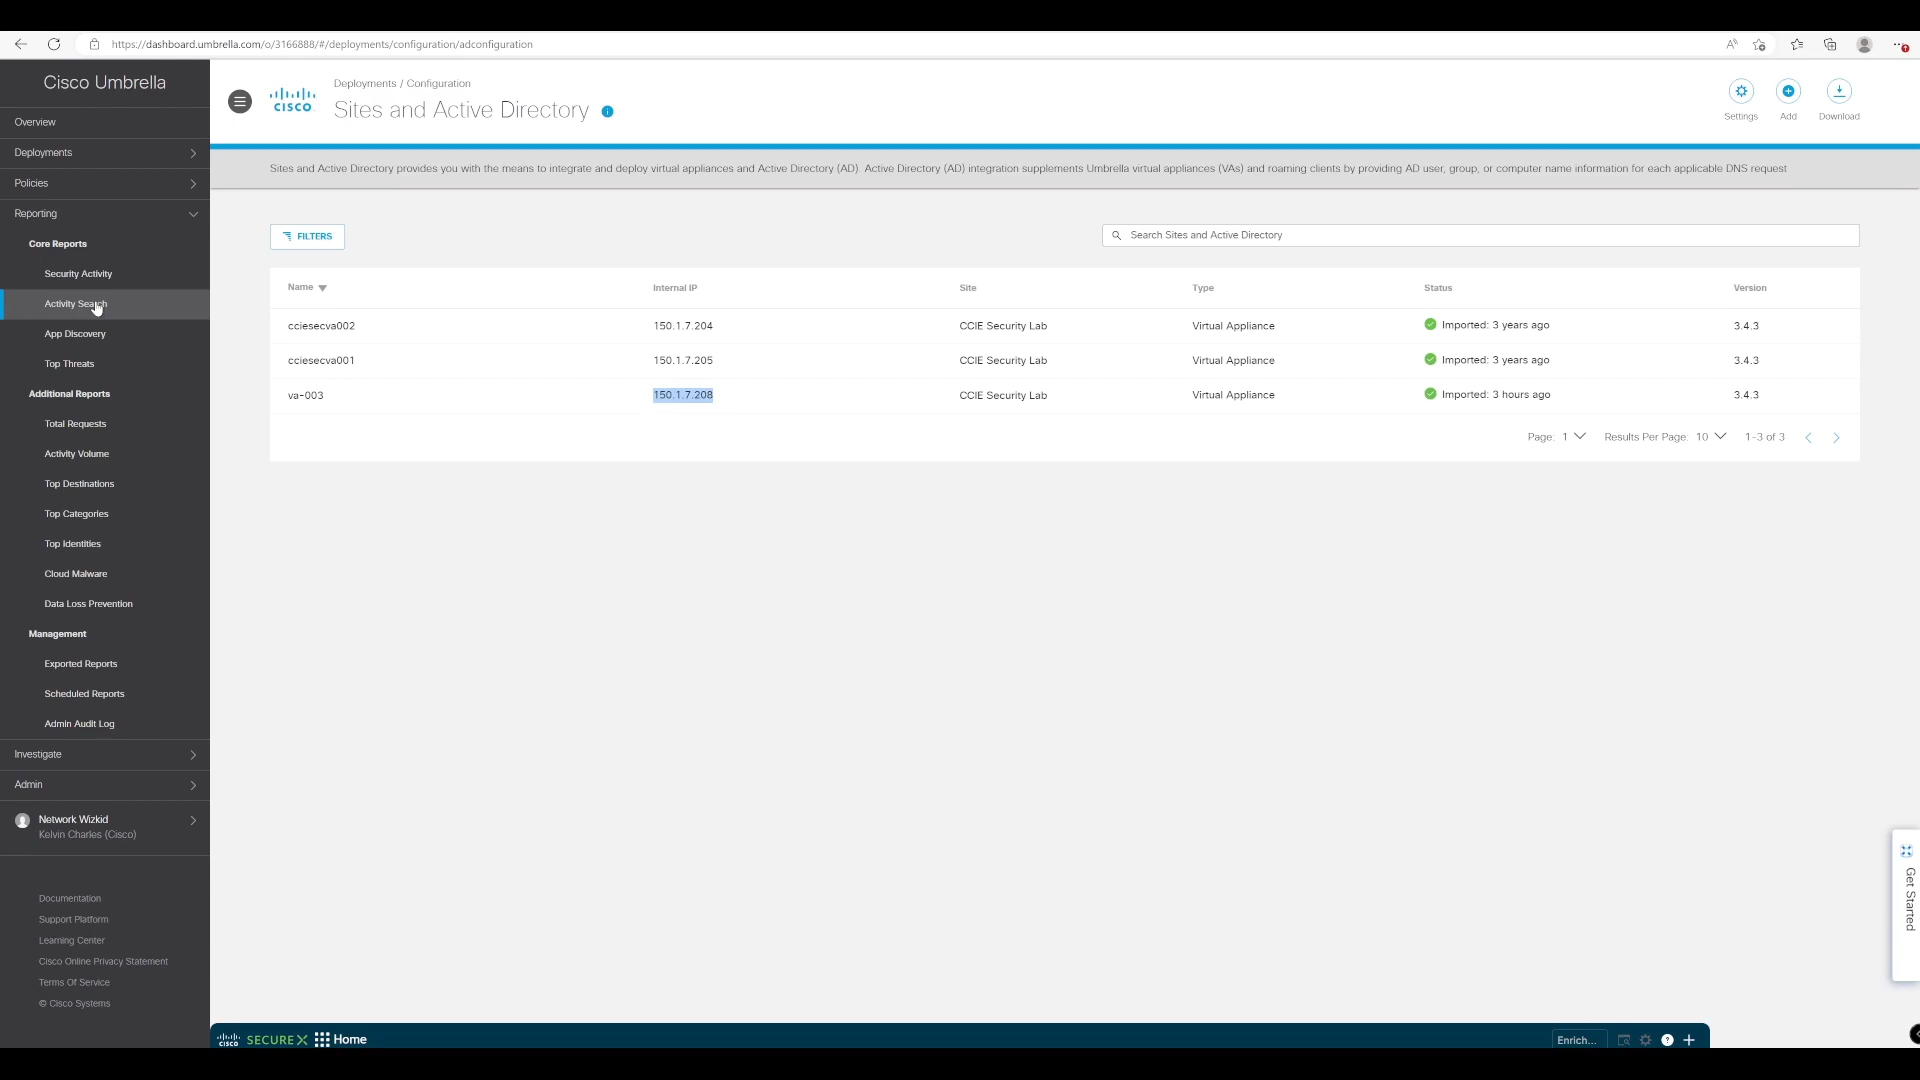 https://dashboard.umbrella.com/o/3166888/#/deployments/configuration/adconfiguration
Cisco Umbrella
Overview
Deployments
Policies
Reporting
Core Reports
Security Activity
Activity Search
App Discovery
Top Threats
Additional Reports
Total Requests
Activity Volume
Top Destinations
Top Categories
Top Identities
Cloud Malware
Data Loss Prevention
Management
Exported Reports
Scheduled Reports
Admin Audit Log
Investigate
Admin
Network Wizkid
Kelvin Charles (Cisco)
Documentation
Support Platform
Learning Center
Cisco Online Privacy Statement
Terms Of Service
© Cisco Systems
CISCO
Deployments / Configuration
Sites and Active Directory
Settings
Add
Download
Sites and Active Directory provides you with the means to integrate and deploy virtual appliances and Active Directory (AD). Active Directory (AD) integration supplements Umbrella virtual appliances (VAs) and roaming clients by providing AD user, group, or computer name information for each applicable DNS request
FILTERS
Search Sites and Active Directory
Name Internal IP Site Type Status Version
cciesecva002 150.1.7.204 CCIE Security Lab Virtual Appliance Imported: 3 years ago 3.4.3
cciesecva001 150.1.7.205 CCIE Security Lab Virtual Appliance Imported: 3 years ago 3.4.3
va-003 150.1.7.208 CCIE Security Lab Virtual Appliance Imported: 3 hours ago 3.4.3
Page: 1 Results Per Page: 10 1-3 of 3
Get Started
CISCO SECUREX Home
Enrich...